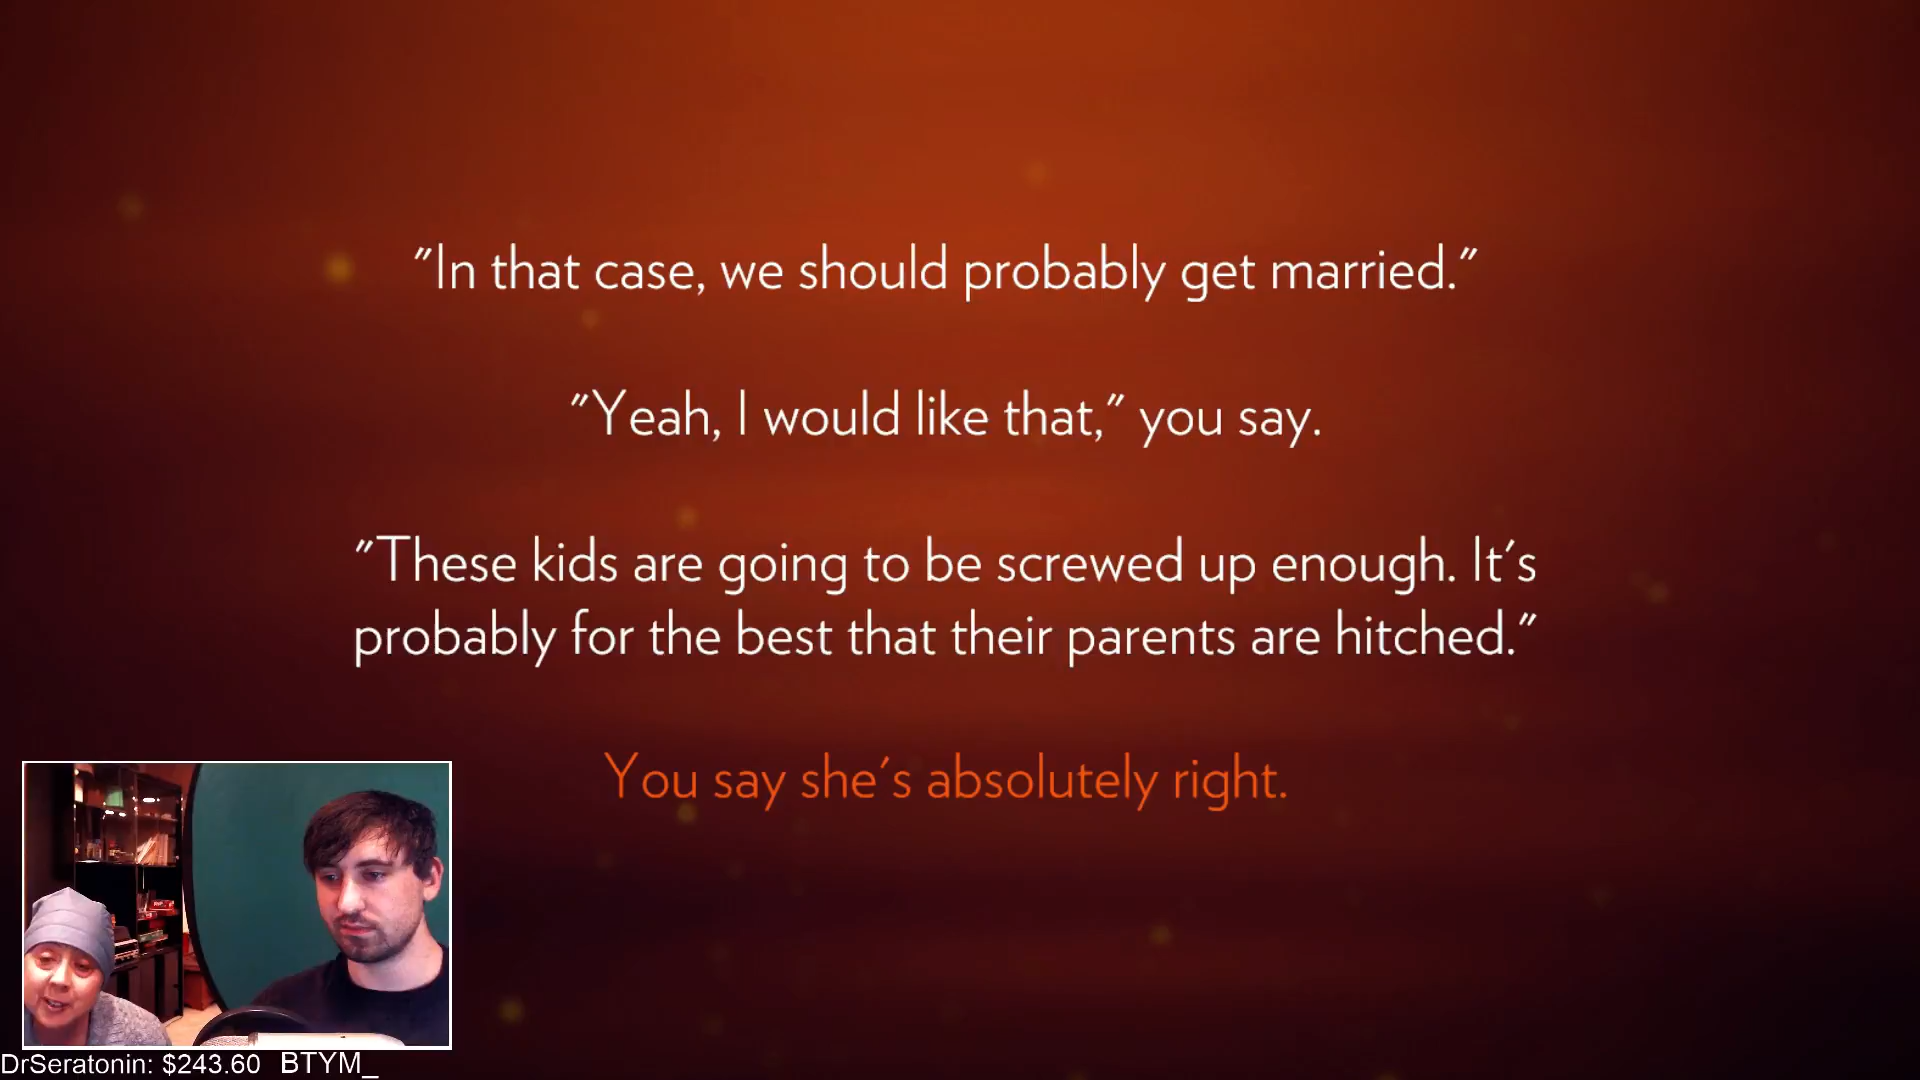 "In that case, we should probably get married."
"Yeah, I would like that," you say.
"These kids are going to be screwed up enough. It's
probably for the best that their parents are hitched."
You say she's absolutely right.
DrSeratonin: $243.60 BTYM_